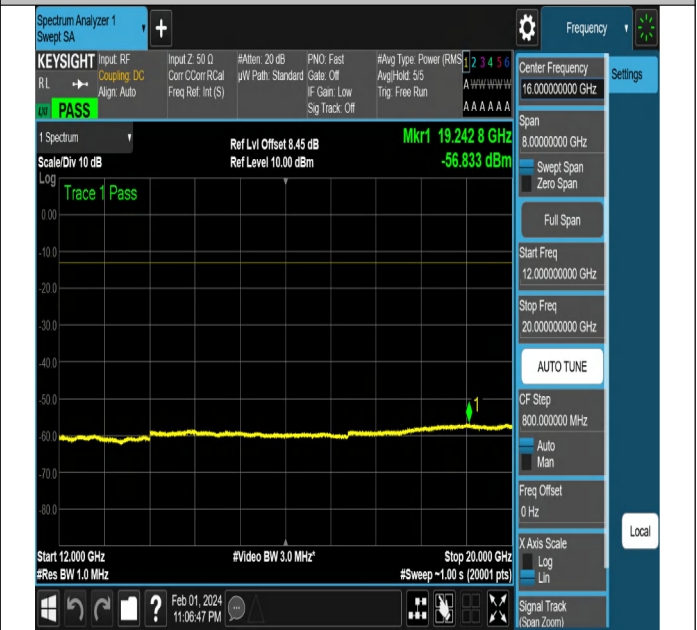 Spectrum Analyzer 1
Swept SA
Frequency
KEYSIGHT
RL
PASS
Input: RF
Coupling: DC
Align: Auto
Input Z: 50 Ω
Corr CCorr RCal
Freq Ref: Int (S)
#Atten: 20 dB
µW Path: Standard
PNO: Fast
Gate: Off
IF Gain: Low
Sig Track: Off
#Avg Type: Power (RMS
Avg|Hold: 5/5
Trig: Free Run
1 2 3 4 5 6
A W W W W W
A A A A A A
1 Spectrum
Scale/Div 10 dB
Ref Lvl Offset 8.45 dB
Ref Level 10.00 dBm
Mkr1 19.242 8 GHz
-56.833 dBm
Log
Trace 1 Pass
0.00
-10.0
-20.0
-30.0
-40.0
-50.0
-60.0
-70.0
-80.0
1
Start 12.000 GHz
#Res BW 1.0 MHz
#Video BW 3.0 MHz*
Stop 20.000 GHz
#Sweep ~1.00 s (20001 pts)
Feb 01, 2024
11:06:47 PM
Center Frequency
16.000000000 GHz
Span
8.00000000 GHz
Swept Span
Zero Span
Full Span
Start Freq
12.000000000 GHz
Stop Freq
20.000000000 GHz
AUTO TUNE
CF Step
800.000000 MHz
Auto
Man
Freq Offset
0 Hz
X Axis Scale
Log
Lin
Signal Track
(Span Zoom)
Settings
Local